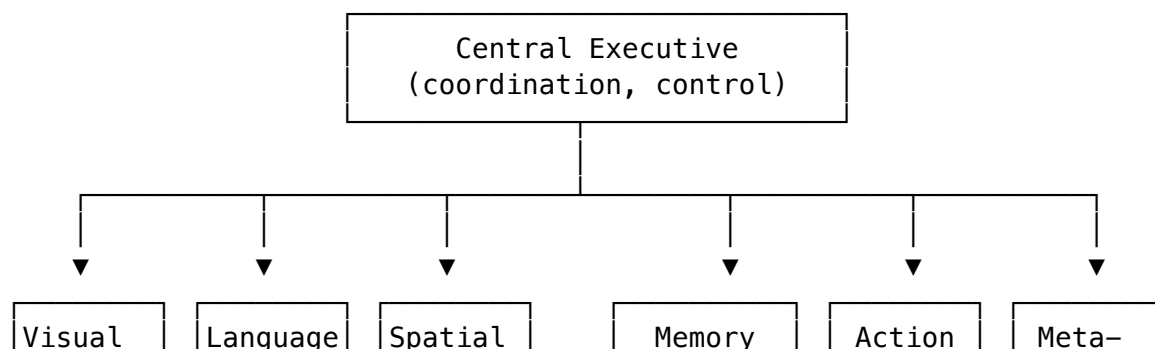 Central Executive
(coordination, control)
Visual Language Spatial Memory Action Meta-